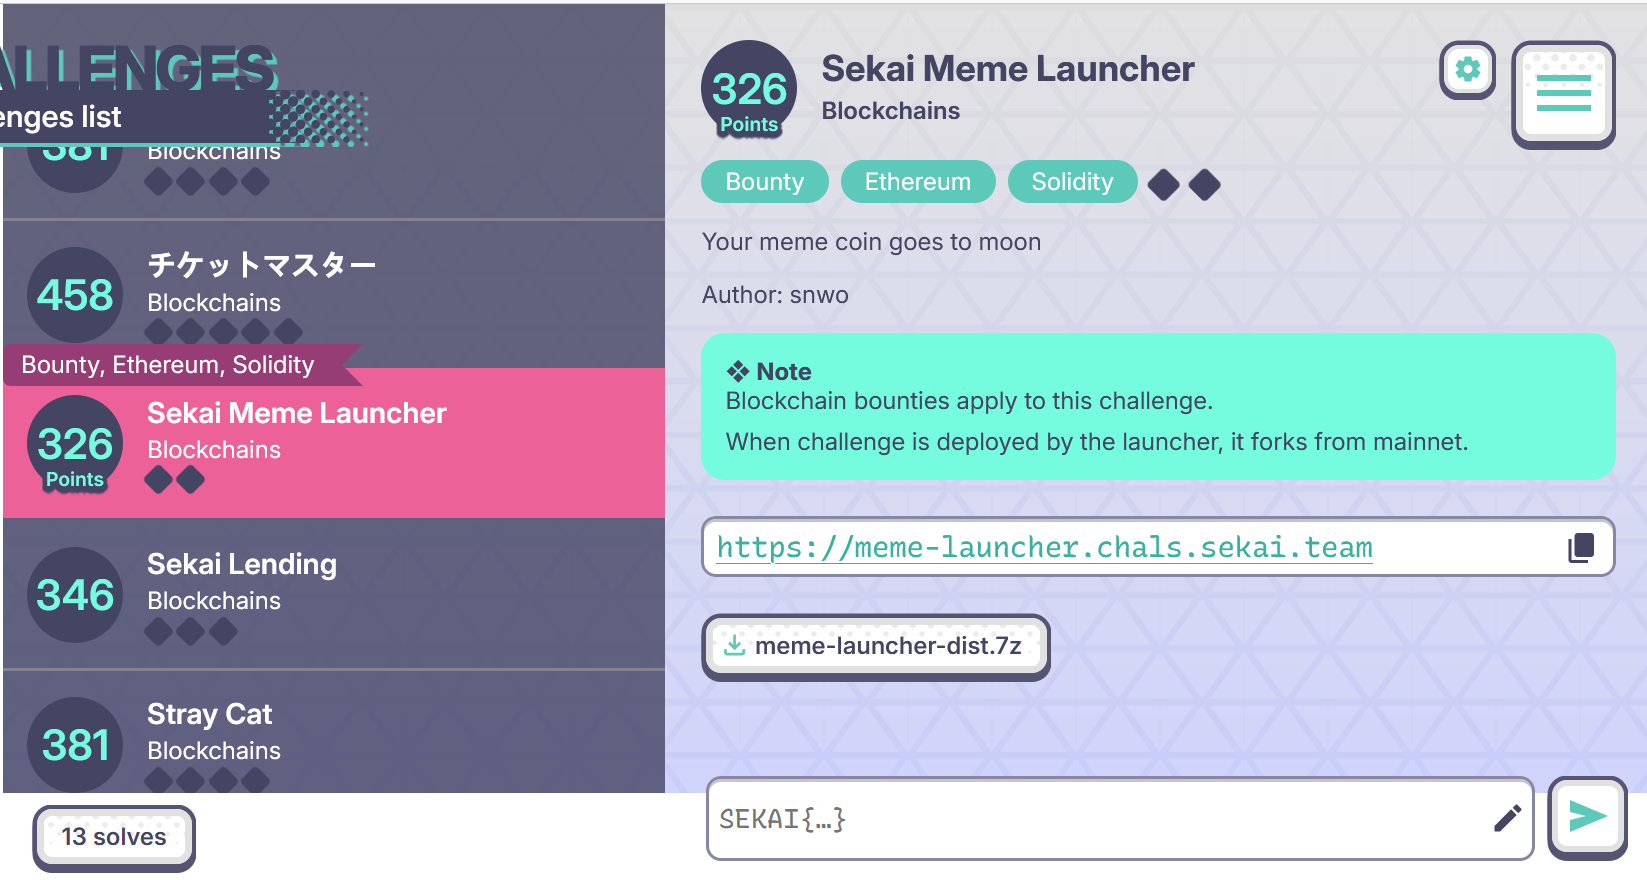 ALLENGES
enges list
381
Blockchains
458
チケットマスター
Blockchains
Bounty, Ethereum, Solidity
326
Points
Sekai Meme Launcher
Blockchains
346
Sekai Lending
Blockchains
381
Stray Cat
Blockchains
13 solves
326
Points
Sekai Meme Launcher
Blockchains
Bounty
Ethereum
Solidity
Your meme coin goes to moon
Author: snwo
Note
Blockchain bounties apply to this challenge.
When challenge is deployed by the launcher, it forks from mainnet.
https://meme-launcher.chals.sekai.team
meme-launcher-dist.7z
SEKAI{…}